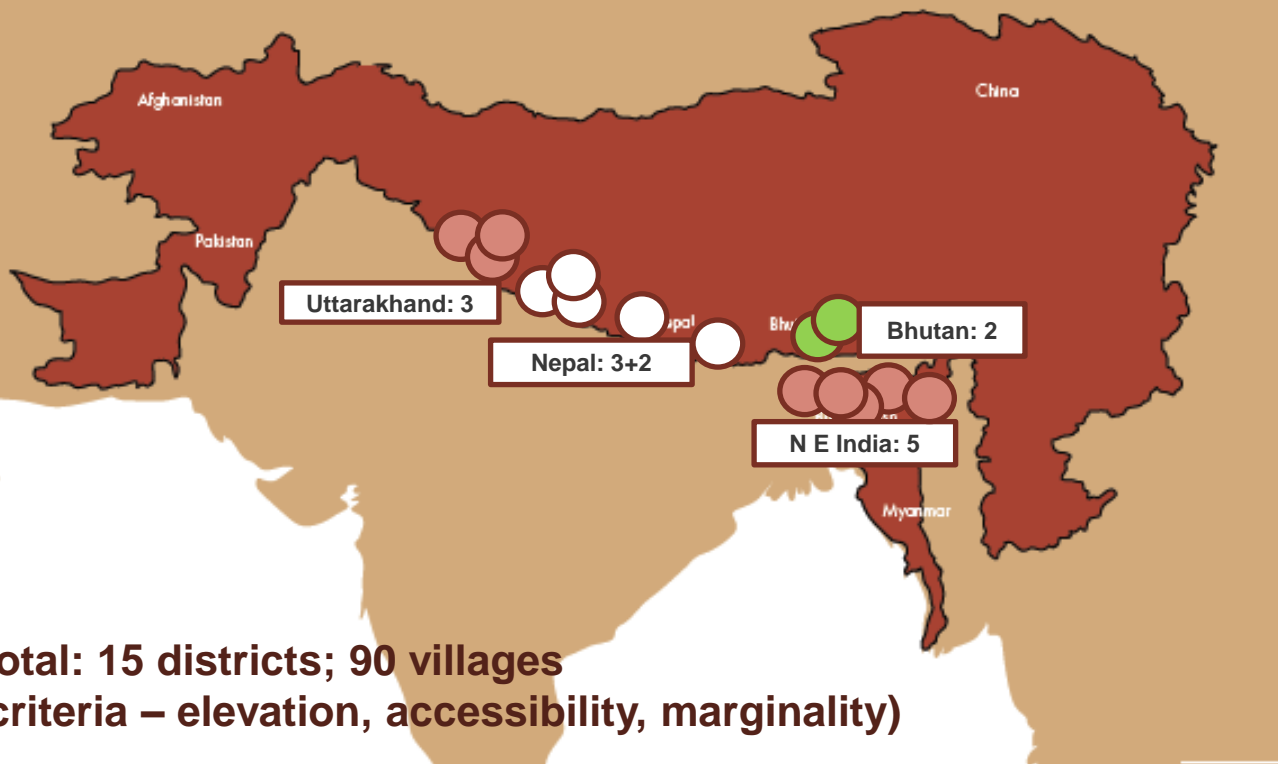 Afghanistan
China
Pakistan
Uttarakhand: 3
Bhutan: 2
Nepal: 3+2
N E India: 5
Myanmar
otal: 15 districts; 90 villages
criteria – elevation, accessibility, marginality)